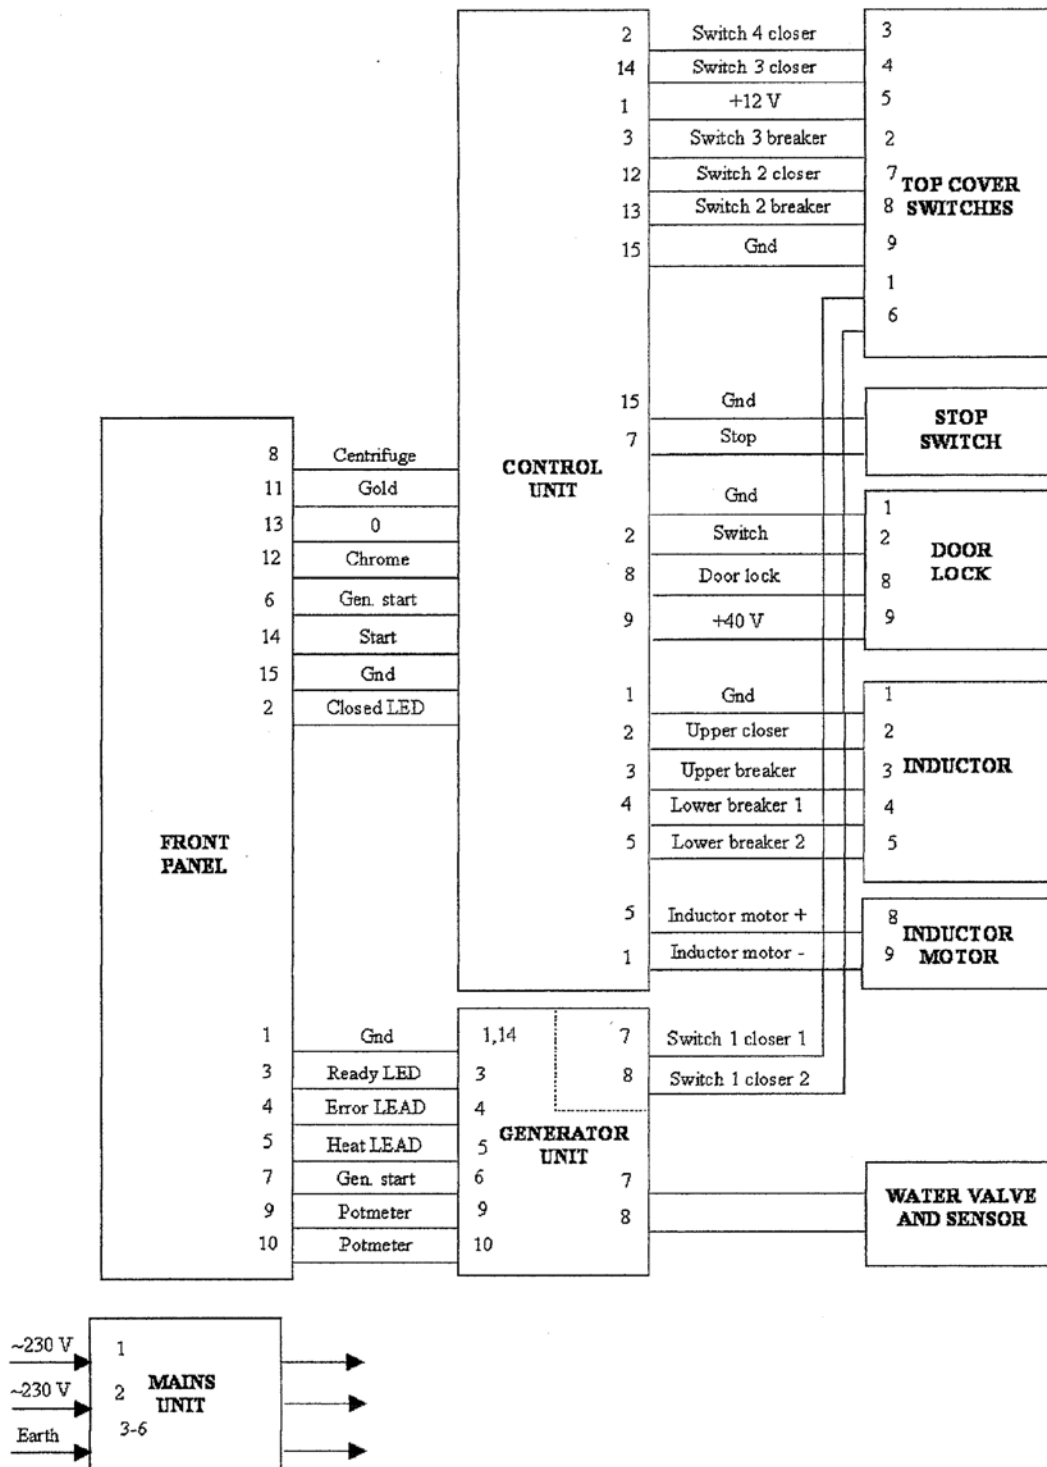 2 Switch 4 closer 3
14 Switch 3 closer 4
1 +12 V 5
3 Switch 3 breaker 2
12 Switch 2 closer 7
13 Switch 2 breaker 8
15 Gnd 9
1
6
TOP COVER
SWITCHES
15 Gnd
7 Stop
STOP
SWITCH
CONTROL
UNIT
Gnd 1
2 Switch 2
8 Door lock 8
9 +40 V 9
DOOR
LOCK
8 Centrifuge
11 Gold
13 0
12 Chrome
6 Gen. start
14 Start
15 Gnd
2 Closed LED
1 Gnd 1
2 Upper closer 2
3 Upper breaker 3
4 Lower breaker 1 4
5 Lower breaker 2 5
INDUCTOR
FRONT
PANEL
5 Inductor motor + 8
1 Inductor motor - 9
INDUCTOR
MOTOR
1 Gnd 1,14
3 Ready LED 3
4 Error LEAD 4
5 Heat LEAD 5
7 Gen. start 6
9 Potmeter 9
10 Potmeter 10
7 Switch 1 closer 1
8 Switch 1 closer 2
GENERATOR
UNIT
7
8
WATER VALVE
AND SENSOR
~230 V 1
~230 V 2
Earth 3-6
MAINS
UNIT